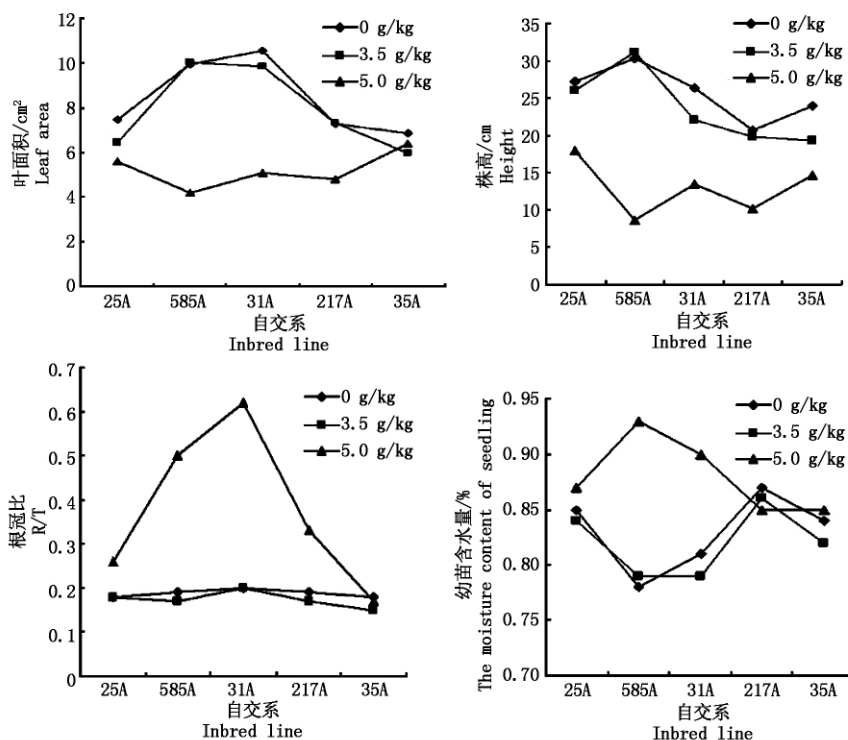 12
10
8
6
4
2
0
叶面积/cm²
Leaf area
0 g/kg
3.5 g/kg
5.0 g/kg
25A 585A 31A 217A 35A
自交系
Inbred line
35
30
25
20
15
10
5
0
株高/cm
Height
0 g/kg
3.5 g/kg
5.0 g/kg
25A 585A 31A 217A 35A
自交系
Inbred line
0.7
0.6
0.5
0.4
0.3
0.2
0.1
0
根冠比
R/T
0 g/kg
3.5 g/kg
5.0 g/kg
25A 585A 31A 217A 35A
自交系
Inbred line
0.95
0.90
0.85
0.80
0.75
0.70
幼苗含水量/%
The moisture content of seedling
0 g/kg
3.5 g/kg
5.0 g/kg
25A 585A 31A 217A 35A
自交系
Inbred line